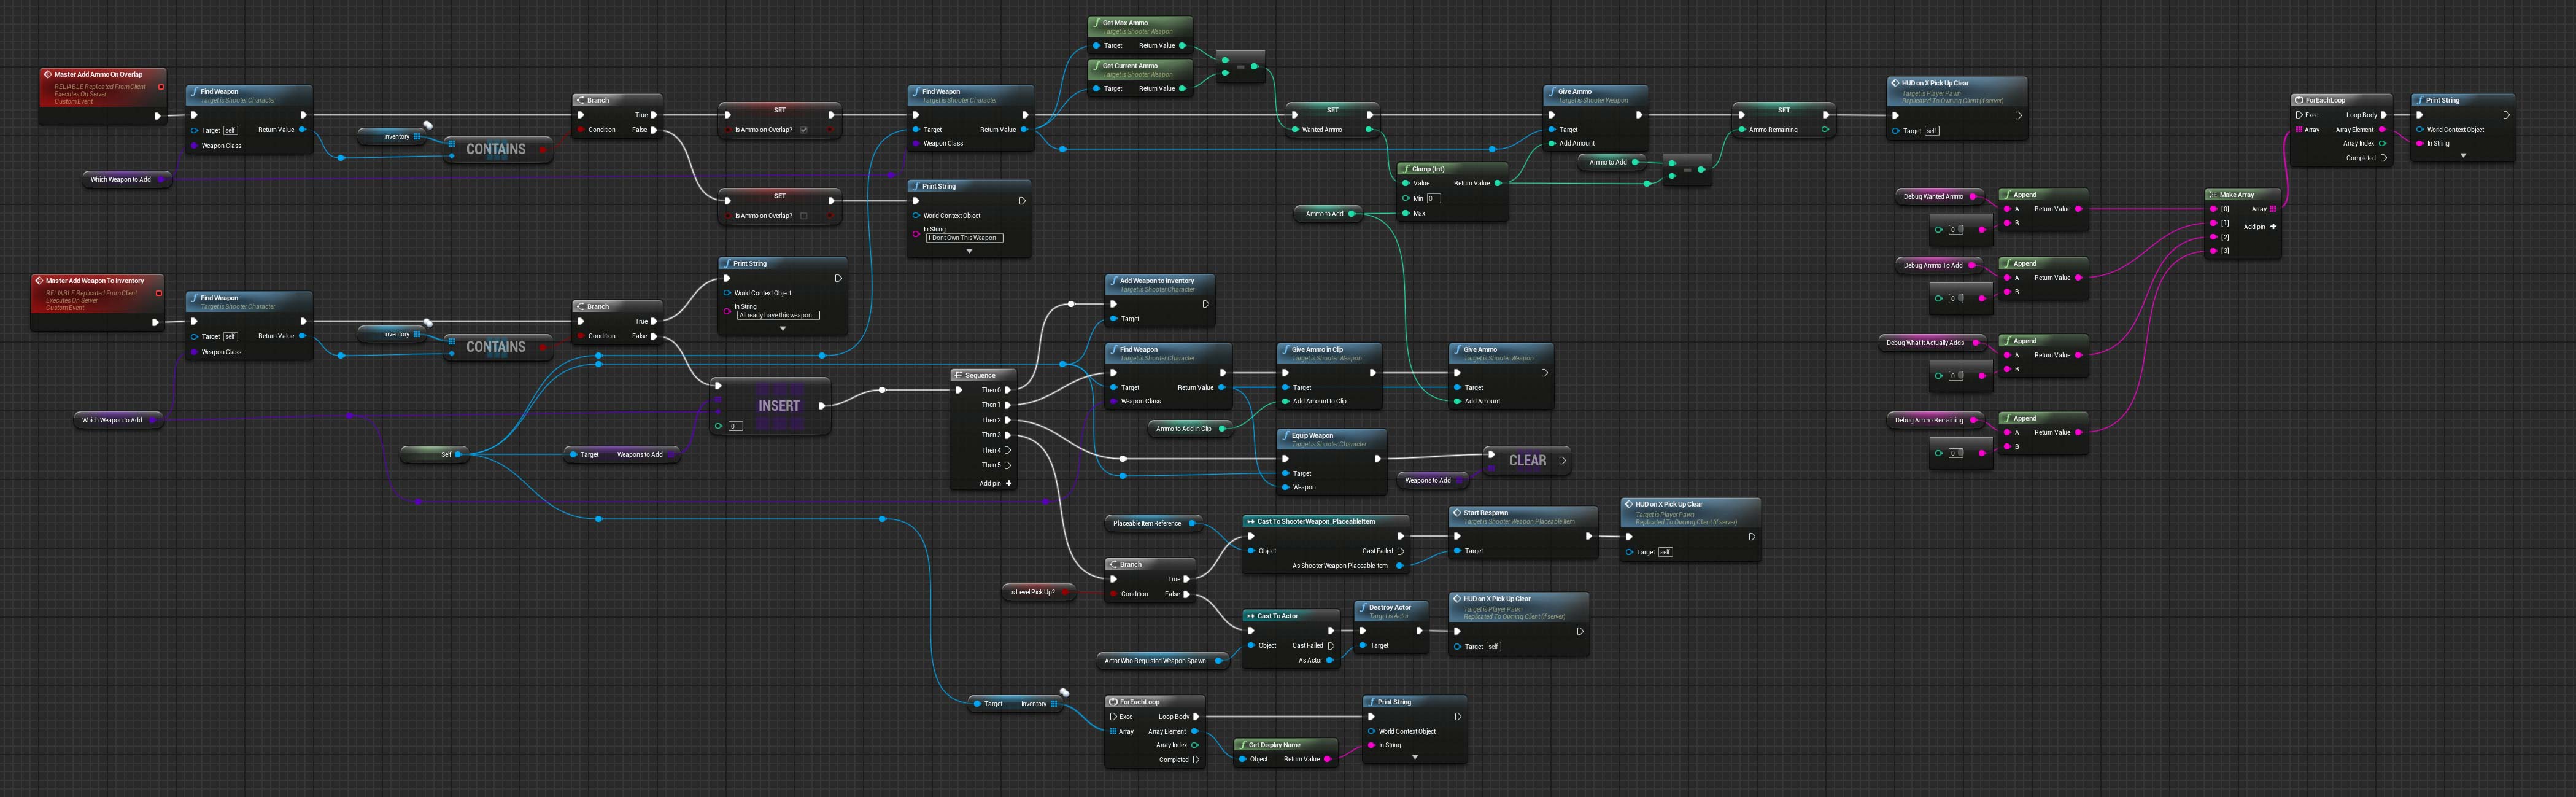 Master Add Ammo On Overlap
RELIABLE Replicated From Client
Executes On Server
Custom Event
Find Weapon
Target is Shooter Character
Target self Return Value
Weapon Class
Which Weapon to Add
Inventory
CONTAINS
Branch
True
Condition False
SET
Is Ammo on Overlap?
SET
Is Ammo on Overlap?
Find Weapon
Target is Shooter Character
Target Return Value
Weapon Class
Print String
World Context Object
In String
I Dont Own This Weapon
Get Max Ammo
Target is Shooter Weapon
Target Return Value
Get Current Ammo
Target is Shooter Weapon
Target Return Value
SET
Wanted Ammo
Clamp (Int)
Value Return Value
Min 0
Max
Ammo to Add
Give Ammo
Target is Shooter Weapon
Target
Add Amount
Ammo to Add
SET
Ammo Remaining
HUD on X Pick Up Clear
Target is Player Pawn
Replicated To Owning Client (if server)
Target self
ForEachLoop
Exec Loop Body
Array Array Element
Array Index
Completed
Print String
World Context Object
In String
Debug Wanted Ammo
0
Append
A Return Value
B
Debug Ammo To Add
0
Append
A Return Value
B
Debug What It Actually Adds
0
Append
A Return Value
B
Debug Ammo Remaining
0
Append
A Return Value
B
Make Array
[0] Array
[1] Add pin +
[2]
[3]
Master Add Weapon To Inventory
RELIABLE Replicated From Client
Executes On Server
Custom Event
Find Weapon
Target is Shooter Character
Target self Return Value
Weapon Class
Which Weapon to Add
Inventory
CONTAINS
Branch
True
Condition False
Print String
World Context Object
In String
All ready have this weapon
INSERT
0
Self
Target Weapons to Add
Sequence
Then 0
Then 1
Then 2
Then 3
Then 4
Then 5
Add pin +
Add Weapon to Inventory
Target is Shooter Character
Target
Find Weapon
Target is Shooter Character
Target Return Value
Weapon Class
Give Ammo in Clip
Target is Shooter Weapon
Target
Add Amount to Clip
Ammo to Add in Clip
Give Ammo
Target is Shooter Weapon
Target
Add Amount
Equip Weapon
Target is Shooter Character
Target
Weapon
Weapons to Add
CLEAR
Placeable Item Reference
Cast To ShooterWeapon_PlaceableItem
Object Cast Failed
As Shooter Weapon Placeable Item
Start Respawn
Target is Shooter Weapon Placeable Item
Target
HUD on X Pick Up Clear
Target is Player Pawn
Replicated To Owning Client (if server)
Target self
Branch
True
Condition False
Is Level Pick Up?
Cast To Actor
Object Cast Failed
As Actor
Actor Who Requisted Weapon Spawn
Destroy Actor
Target is Actor
Target
HUD on X Pick Up Clear
Target is Player Pawn
Replicated To Owning Client (if server)
Target self
Target Inventory
ForEachLoop
Exec Loop Body
Array Array Element
Array Index
Completed
Get Display Name
Object Return Value
Print String
World Context Object
In String